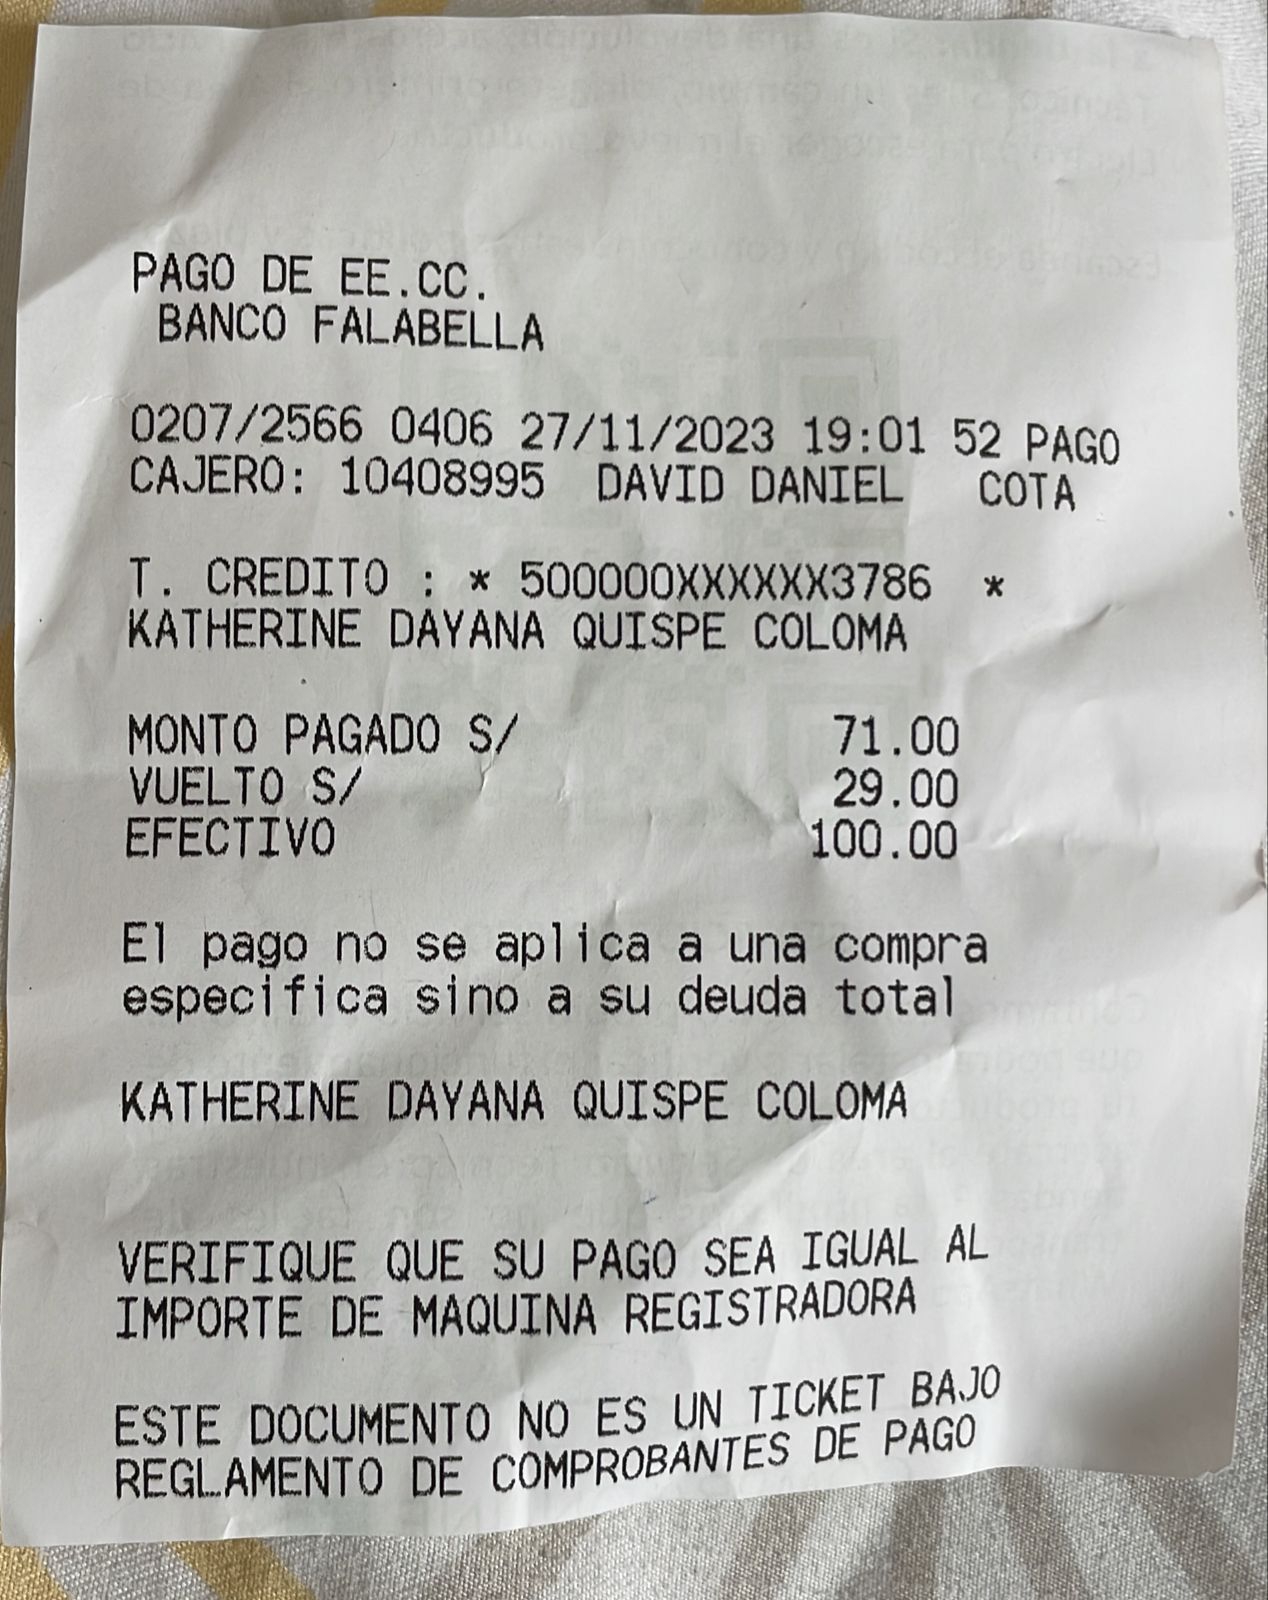 PAGO DE EE.CC.
BANCO FALABELLA
0207/2566 0406 27/11/2023 19:01 52 PAGO
CAJERO: 10408995 DAVID DANIEL COTA
T. CREDITO : * 500000XXXXXX3786 *
KATHERINE DAYANA QUISPE COLOMA
MONTO PAGADO S/ 71.00
VUELTO S/ 29.00
EFECTIVO 100.00
El pago no se aplica a una compra
especifica sino a su deuda total
KATHERINE DAYANA QUISPE COLOMA
VERIFIQUE QUE SU PAGO SEA IGUAL AL
IMPORTE DE MAQUINA REGISTRADORA
ESTE DOCUMENTO NO ES UN TICKET BAJO
REGLAMENTO DE COMPROBANTES DE PAGO